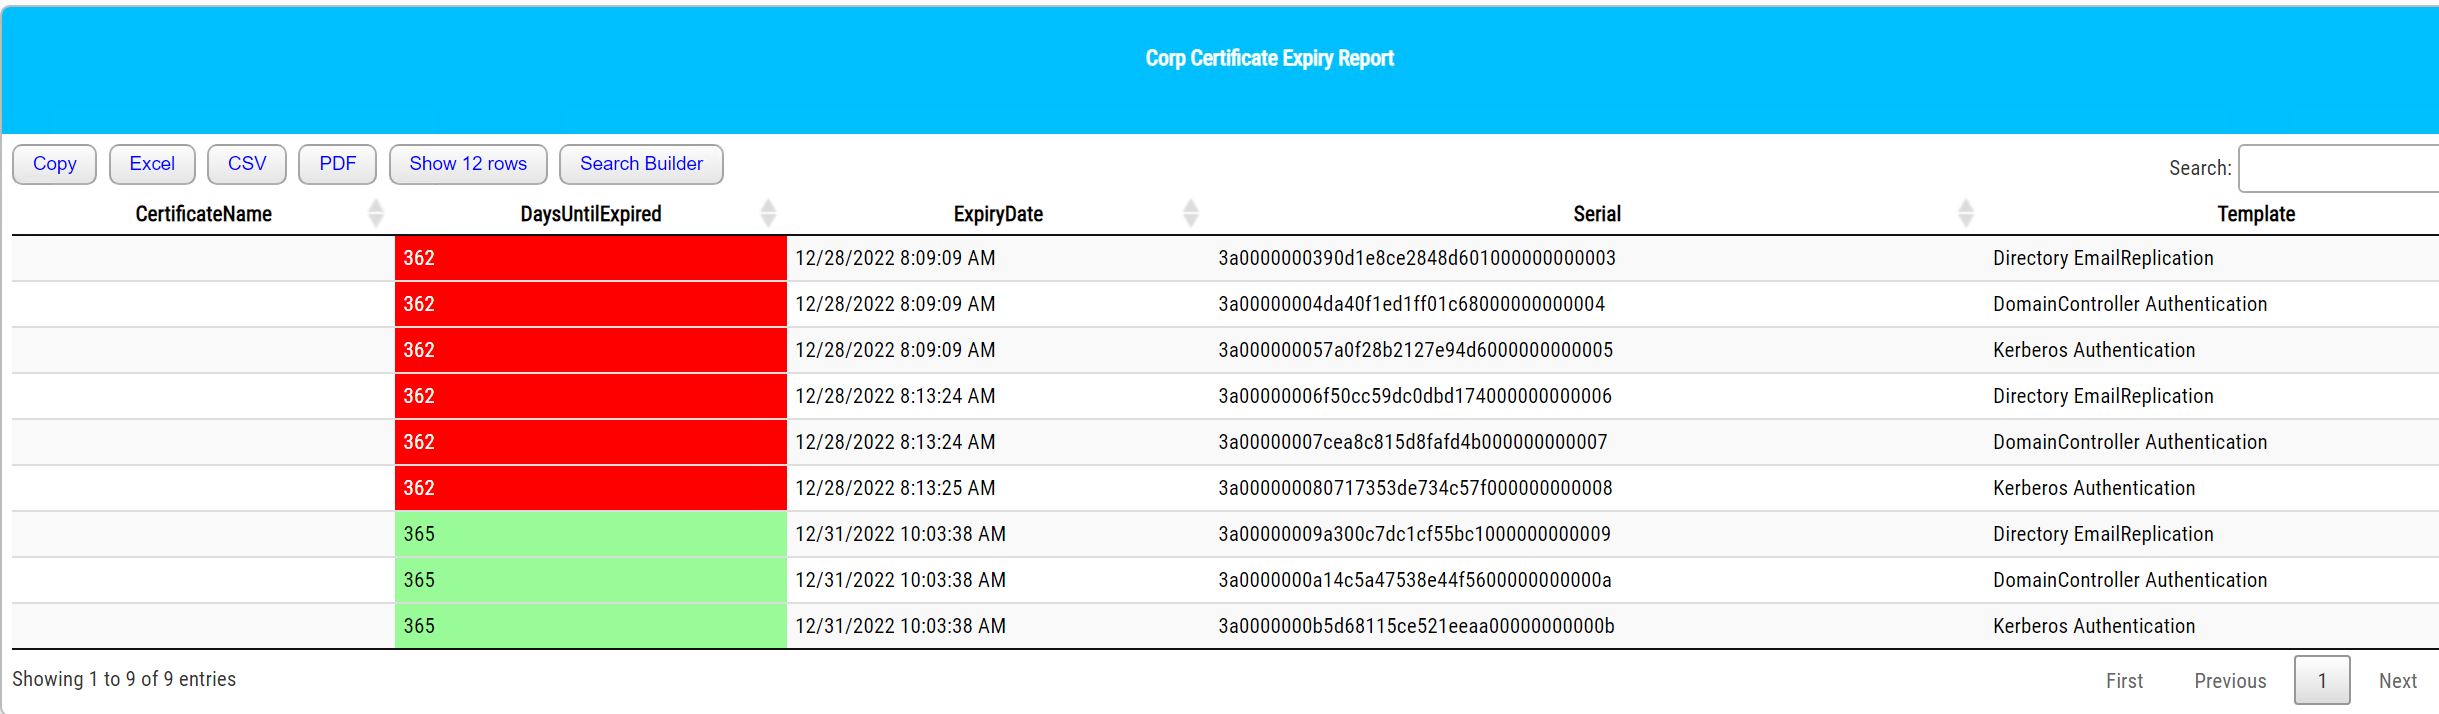 Corp Certificate Expiry Report
Copy Excel CSV PDF Show 12 rows Search Builder Search:
CertificateName DaysUntilExpired ExpiryDate Serial Template
362 12/28/2022 8:09:09 AM 3a0000000390d1e8ce2848d601000000000003 Directory EmailReplication
362 12/28/2022 8:09:09 AM 3a00000004da40f1ed1ff01c68000000000004 DomainController Authentication
362 12/28/2022 8:09:09 AM 3a000000057a0f28b2127e94d6000000000005 Kerberos Authentication
362 12/28/2022 8:13:24 AM 3a00000006f50cc59dc0dbd174000000000006 Directory EmailReplication
362 12/28/2022 8:13:24 AM 3a00000007cea8c815d8fafd4b000000000007 DomainController Authentication
362 12/28/2022 8:13:25 AM 3a000000080717353de734c57f000000000008 Kerberos Authentication
365 12/31/2022 10:03:38 AM 3a00000009a300c7dc1cf55bc1000000000009 Directory EmailReplication
365 12/31/2022 10:03:38 AM 3a0000000a14c5a47538e44f5600000000000a DomainController Authentication
365 12/31/2022 10:03:38 AM 3a0000000b5d68115ce521eeaa00000000000b Kerberos Authentication
Showing 1 to 9 of 9 entries First Previous 1 Next